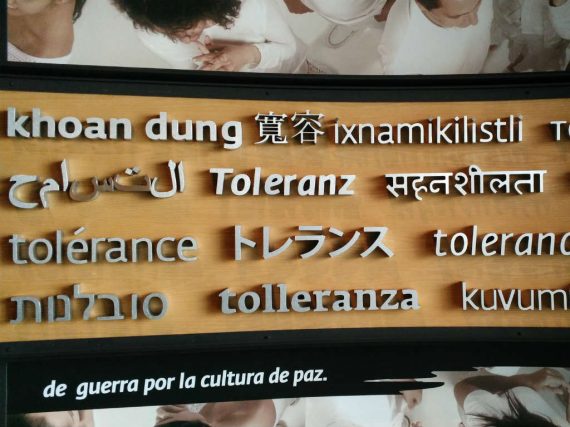 khoan dung 寬容 ixnamikilistli
التسامح Toleranz सहनशीलता
tolérance トレランス
סובלנות tolleranza
de guerra por la cultura de paz.